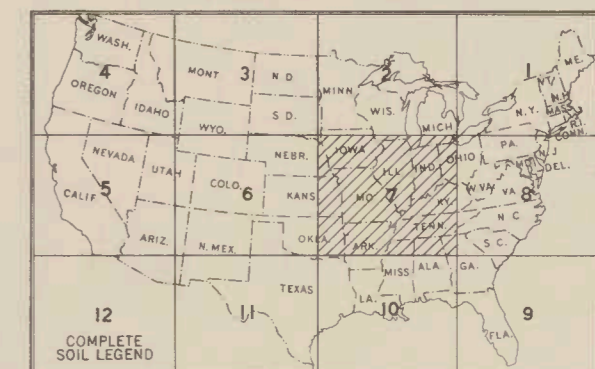 WASH.
4
MONT
3
N D
2
MINN
1
ME.
VT.
N.H
MASS
N.Y.
R.I.
CONN.
OREGON
IDAHO
WYO.
S D.
WIS.
MICH
PA.
N J
NEVADA
UTAH
COLO.
NEBR.
IOWA
ILL
IND.
OHIO
MD.
DEL.
W VA.
VA
8
CALIF
5
6
KANS
MO
7
KY.
ARIZ.
N. MEX.
OKLA.
ARK.
TENN.
N C
S C.
TEXAS
MISS
ALA.
GA.
LA.
10
11
9
FLA.
12
COMPLETE
SOIL LEGEND